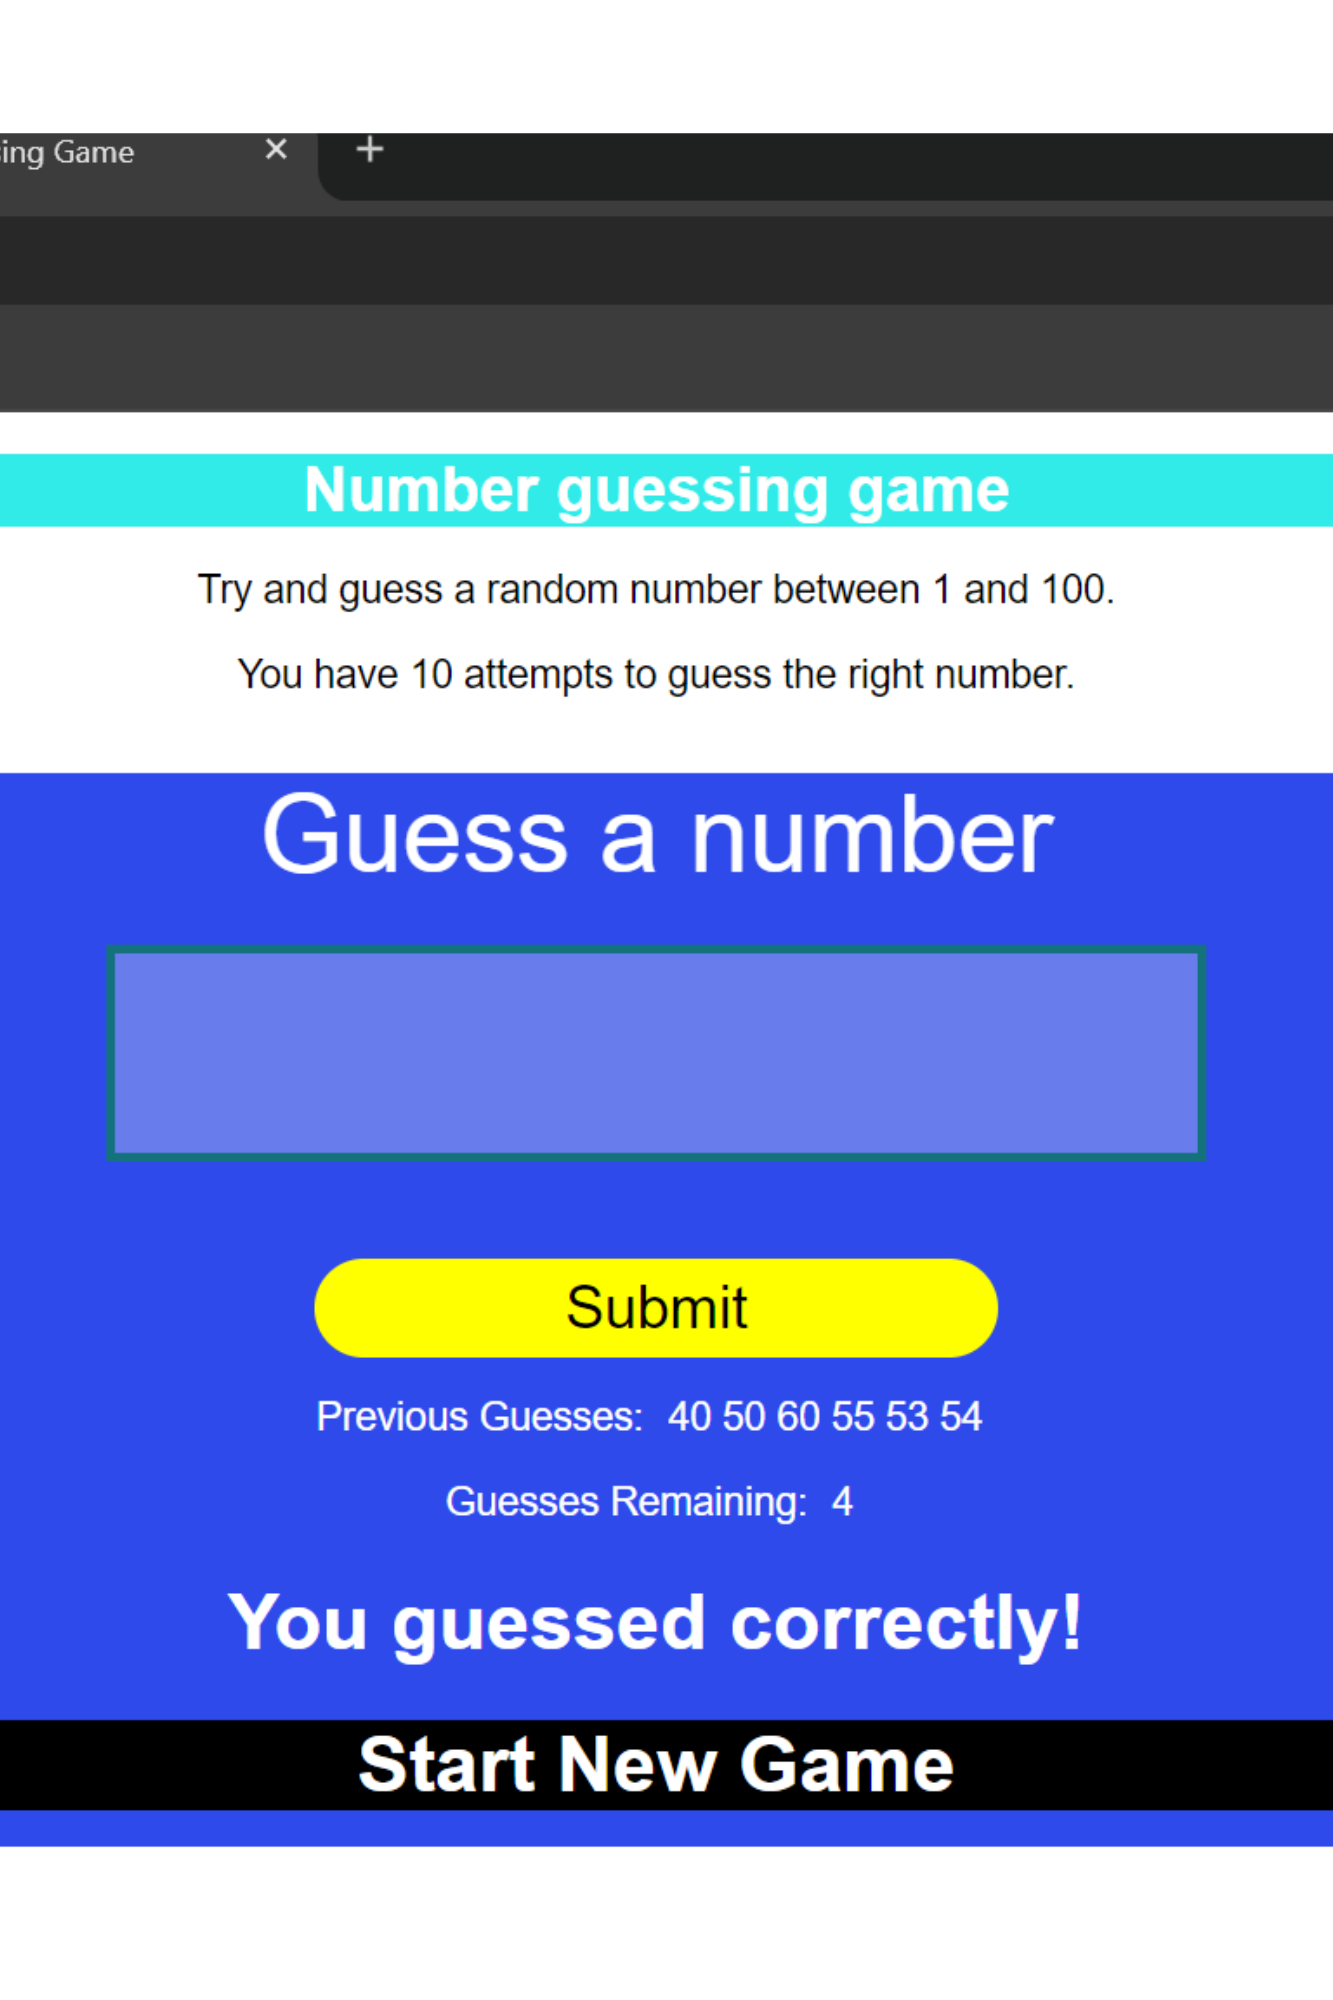 ing Game
Number guessing game
Try and guess a random number between 1 and 100.
You have 10 attempts to guess the right number.
Guess a number
Submit
Previous Guesses: 40 50 60 55 53 54
Guesses Remaining: 4
You guessed correctly!
Start New Game